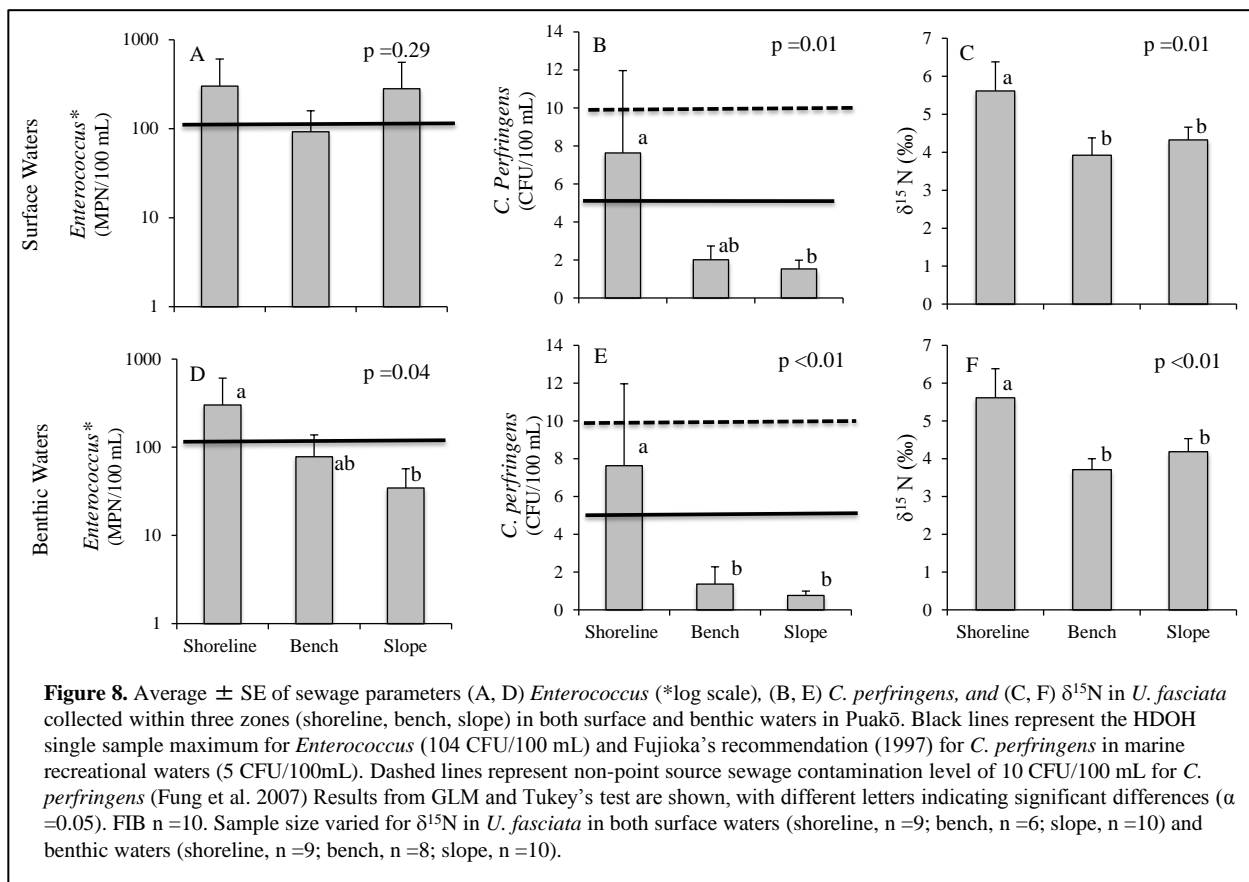 Surface Waters
Enterococcus*
(MPN/100 mL)
1000
100
10
1
A
p =0.29
C. Perfringens
(CFU/100 mL)
14
12
10
8
6
4
2
0
B
p =0.01
a
ab
b
δ15 N (‰)
7
6
5
4
3
2
1
0
C
p =0.01
a
b
b
Benthic Waters
Enterococcus*
(MPN/100 mL)
1000
100
10
1
D
p =0.04
a
ab
b
Shoreline Bench Slope
C. perfringens
(CFU/100 mL)
14
12
10
8
6
4
2
0
E
p <0.01
a
b
b
Shoreline Bench Slope
δ15 N (‰)
7
6
5
4
3
2
1
0
F
p <0.01
a
b
b
Shoreline Bench Slope
Figure 8. Average ± SE of sewage parameters (A, D) Enterococcus (*log scale), (B, E) C. perfringens, and (C, F) δ15N in U. fasciata
collected within three zones (shoreline, bench, slope) in both surface and benthic waters in Puakō. Black lines represent the HDOH
single sample maximum for Enterococcus (104 CFU/100 mL) and Fujioka's recommendation (1997) for C. perfringens in marine
recreational waters (5 CFU/100mL). Dashed lines represent non-point source sewage contamination level of 10 CFU/100 mL for C.
perfringens (Fung et al. 2007) Results from GLM and Tukey's test are shown, with different letters indicating significant differences (α
=0.05). FIB n =10. Sample size varied for δ15N in U. fasciata in both surface waters (shoreline, n =9; bench, n =6; slope, n =10) and
benthic waters (shoreline, n =9; bench, n =8; slope, n =10).